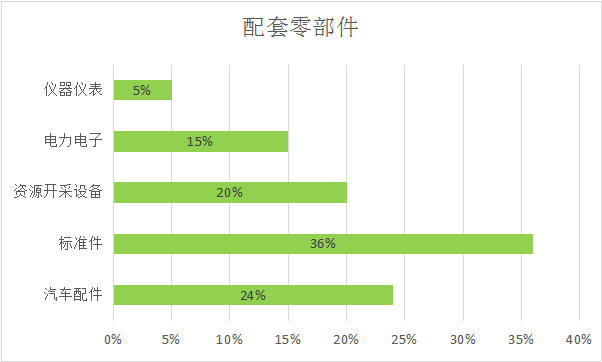 配套零部件
仪器仪表
5%
电力电子
15%
资源开采设备
20%
标准件
36%
汽车配件
24%
0% 5% 10% 15% 20% 25% 30% 35% 40%